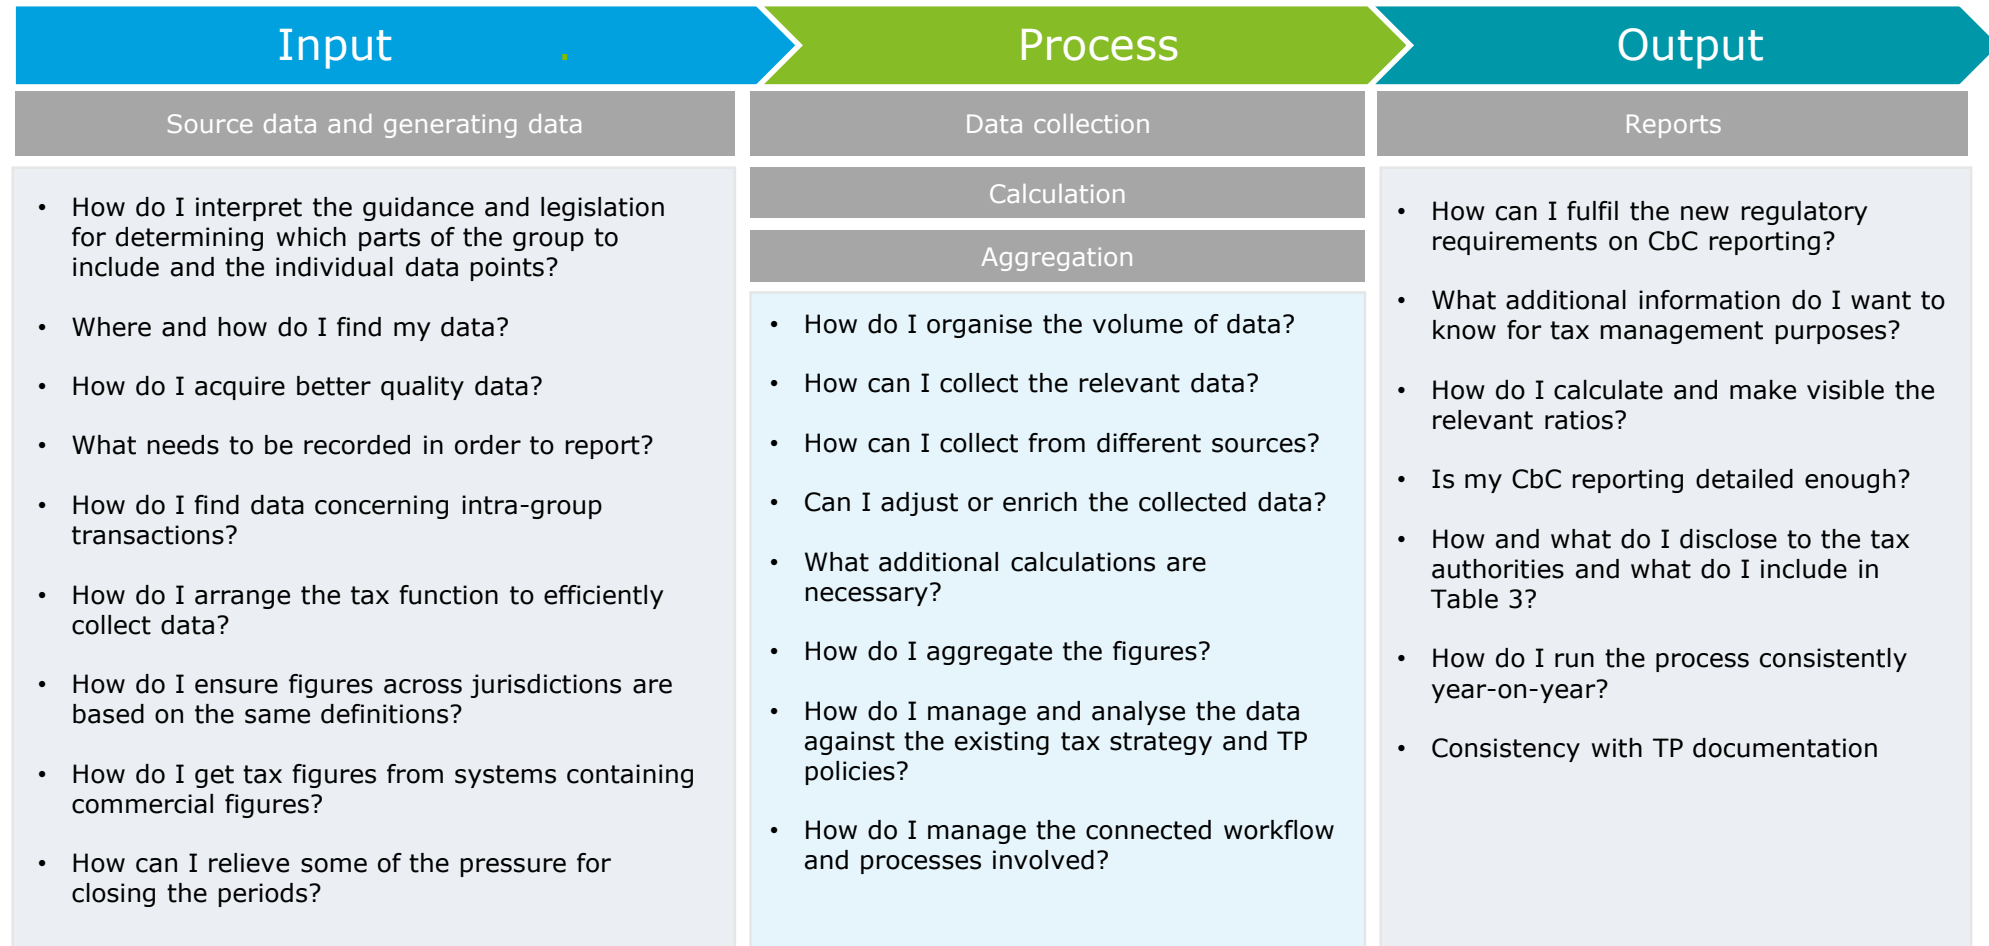 Input .
Process
Output
Source data and generating data
• How do I interpret the guidance and legislation
for determining which parts of the group to
include and the individual data points?
• Where and how do I find my data?
• How do I acquire better quality data?
• What needs to be recorded in order to report?
• How do I find data concerning intra-group
transactions?
• How do I arrange the tax function to efficiently
collect data?
• How do I ensure figures across jurisdictions are
based on the same definitions?
• How do I get tax figures from systems containing
commercial figures?
• How can I relieve some of the pressure for
closing the periods?
Data collection
Calculation
Aggregation
• How do I organise the volume of data?
• How can I collect the relevant data?
• How can I collect from different sources?
• Can I adjust or enrich the collected data?
• What additional calculations are
necessary?
• How do I aggregate the figures?
• How do I manage and analyse the data
against the existing tax strategy and TP
policies?
• How do I manage the connected workflow
and processes involved?
Reports
• How can I fulfil the new regulatory
requirements on CbC reporting?
• What additional information do I want to
know for tax management purposes?
• How do I calculate and make visible the
relevant ratios?
• Is my CbC reporting detailed enough?
• How and what do I disclose to the tax
authorities and what do I include in
Table 3?
• How do I run the process consistently
year-on-year?
• Consistency with TP documentation